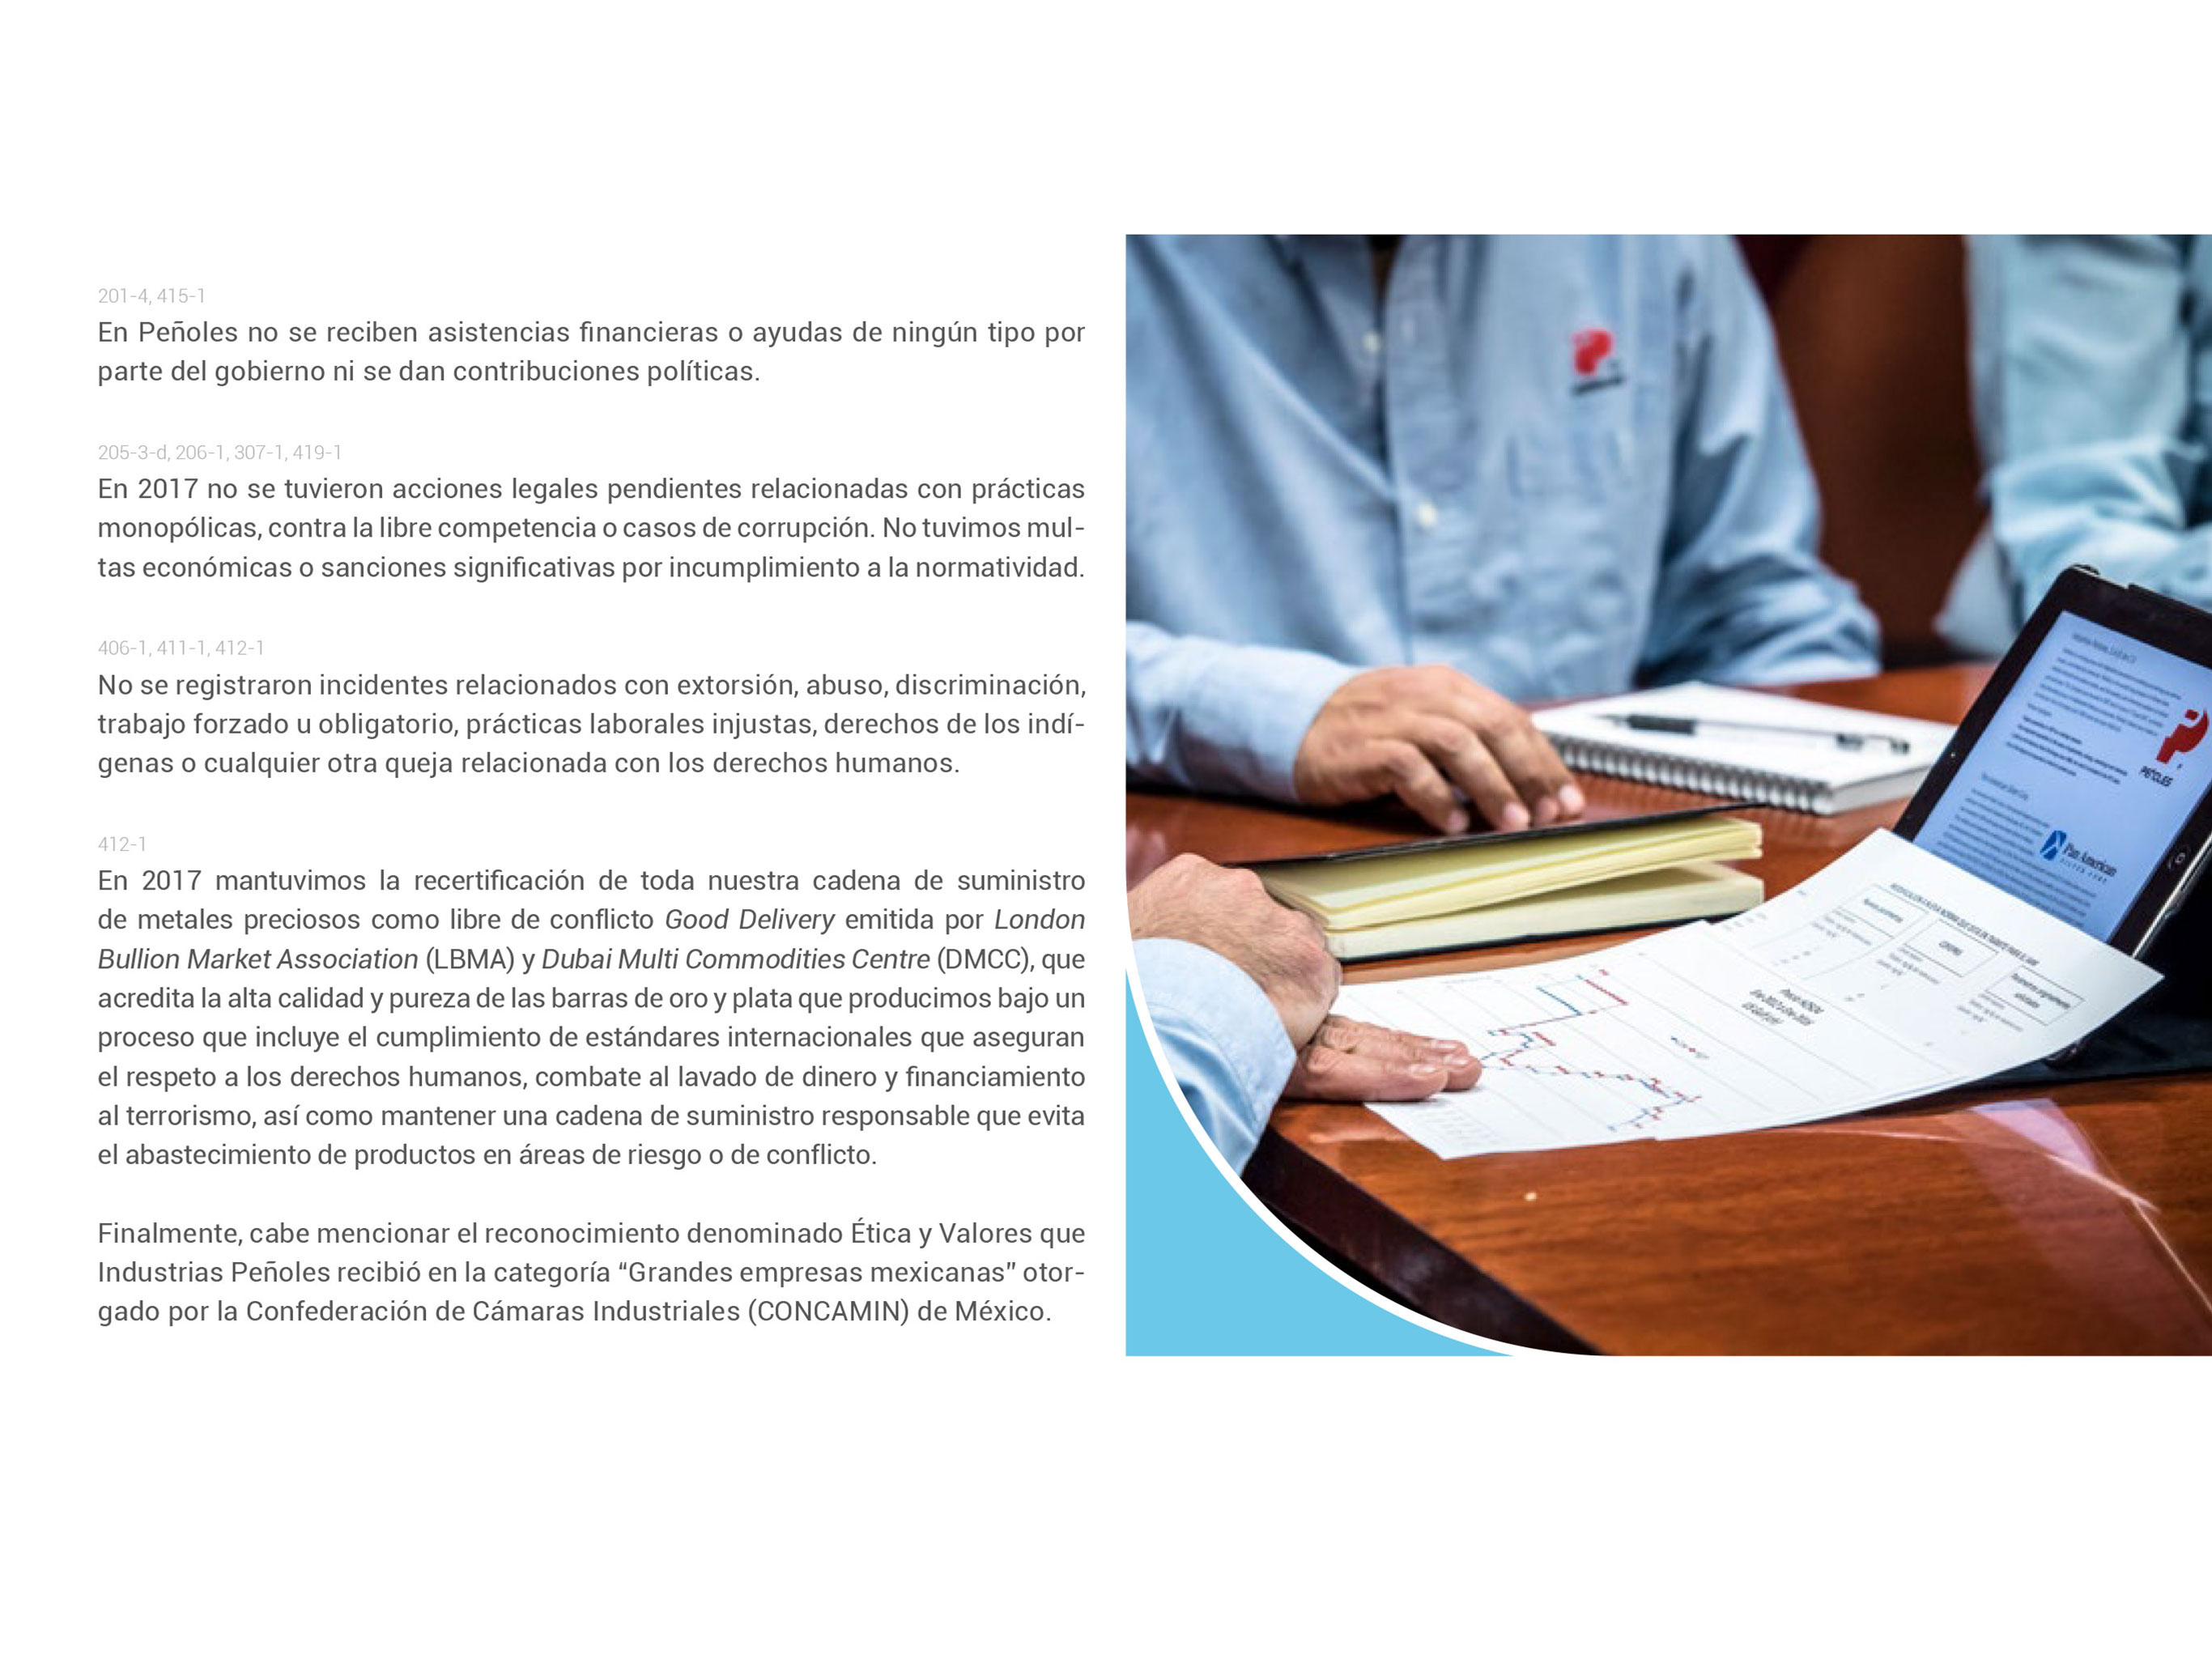 201-4, 415-1
En Peñoles no se reciben asistencias financieras o ayudas de ningún tipo por
parte del gobierno ni se dan contribuciones políticas.
205-3-d, 206-1, 307-1, 419-1
En 2017 no se tuvieron acciones legales pendientes relacionadas con prácticas
monopólicas, contra la libre competencia o casos de corrupción. No tuvimos mul-
tas económicas o sanciones significativas por incumplimiento a la normatividad.
406-1, 411-1, 412-1
No se registraron incidentes relacionados con extorsión, abuso, discriminación,
trabajo forzado u obligatorio, prácticas laborales injustas, derechos de los indí-
genas o cualquier otra queja relacionada con los derechos humanos.
412-1
En 2017 mantuvimos la recertificación de toda nuestra cadena de suministro
de metales preciosos como libre de conflicto Good Delivery emitida por London
Bullion Market Association (LBMA) y Dubai Multi Commodities Centre (DMCC), que
acredita la alta calidad y pureza de las barras de oro y plata que producimos bajo un
proceso que incluye el cumplimiento de estándares internacionales que aseguran
el respeto a los derechos humanos, combate al lavado de dinero y financiamiento
al terrorismo, así como mantener una cadena de suministro responsable que evita
el abastecimiento de productos en áreas de riesgo o de conflicto.
Finalmente, cabe mencionar el reconocimiento denominado Ética y Valores que
Industrias Peñoles recibió en la categoría “Grandes empresas mexicanas” otor-
gado por la Confederación de Cámaras Industriales (CONCAMIN) de México.
PEÑOLES
Pan American